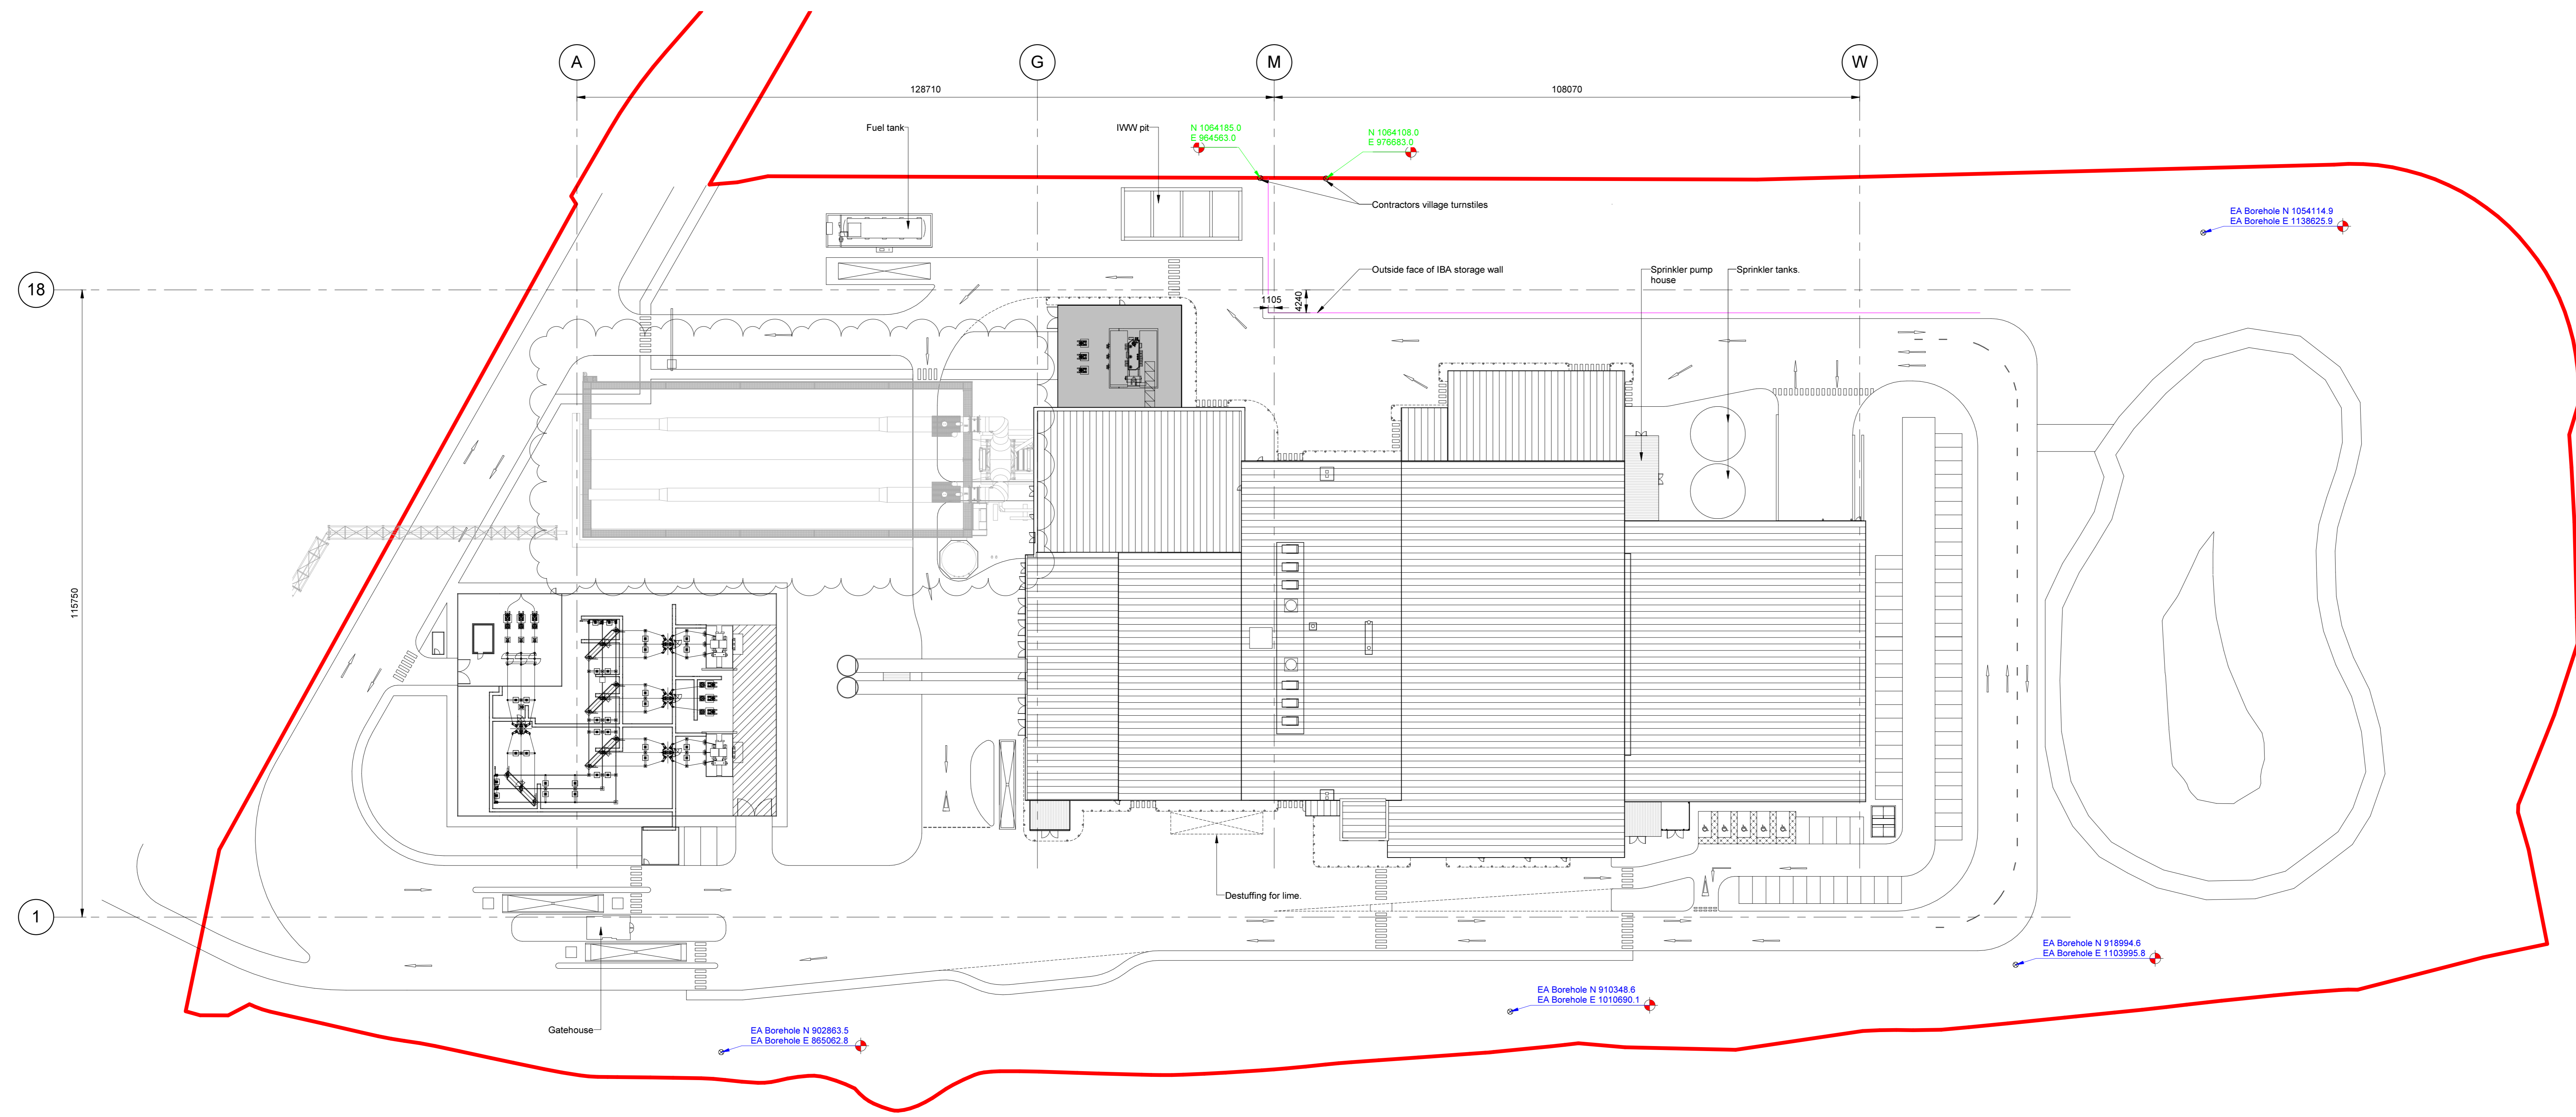 A
G
M
W
128710
108070
Fuel tank
IWW pit
N 1064185.0
E 964563.0
N 1064108.0
E 976683.0
Contractors village turnstiles
EA Borehole N 1054114.9
EA Borehole E 1138625.9
18
Outside face of IBA storage wall
Sprinkler pump
house
Sprinkler tanks.
1105
4240
115750
Destuffing for lime.
1
EA Borehole N 918994.6
EA Borehole E 1103995.8
EA Borehole N 910348.6
EA Borehole E 1010690.1
Gatehouse
EA Borehole N 902863.5
EA Borehole E 865062.8